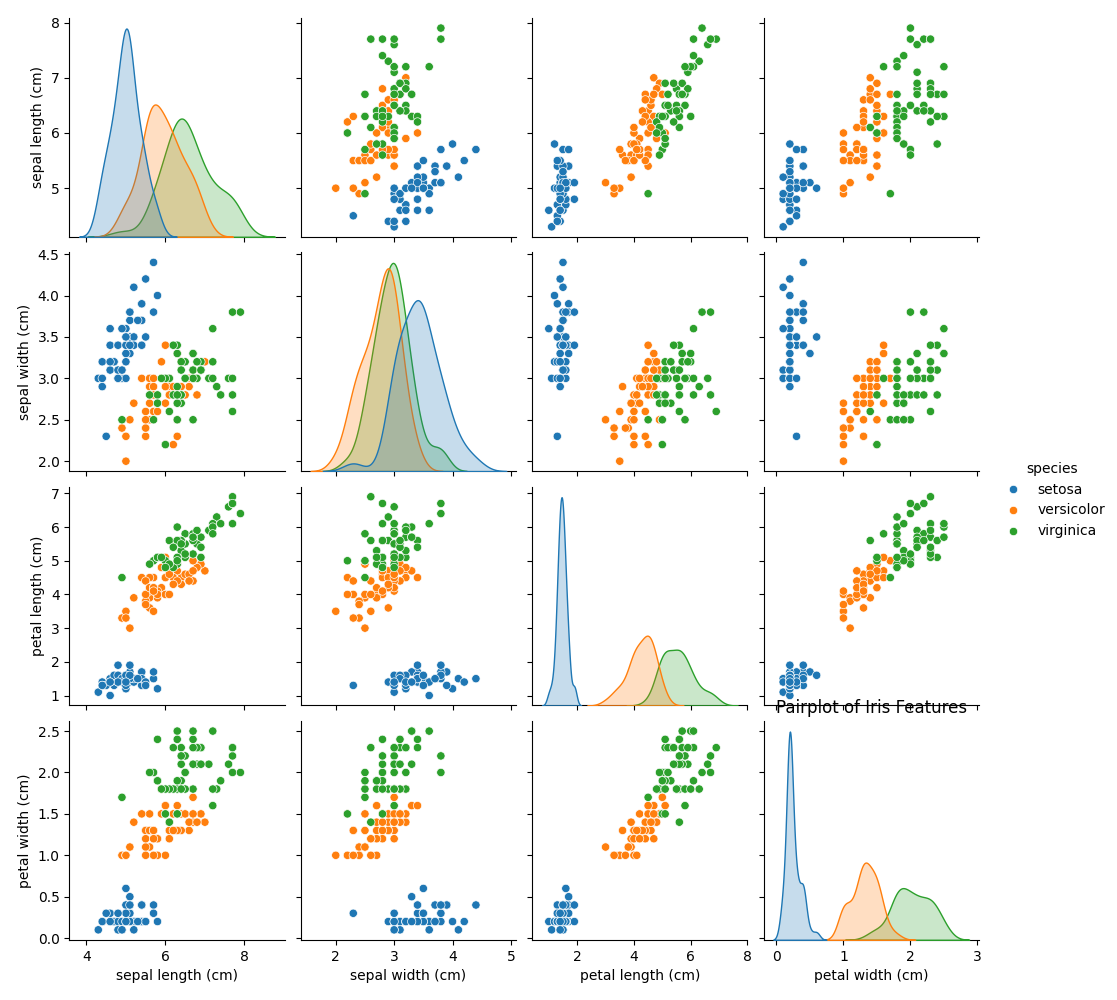 8
7
6
5
sepal length (cm)
4.5
4.0
3.5
3.0
2.5
2.0
sepal width (cm)
species
setosa
versicolor
virginica
7
6
5
4
3
2
1
petal length (cm)
Pairplot of Iris Features
2.5
2.0
1.5
1.0
0.5
0.0
petal width (cm)
4 6 8 2 3 4 5 2 4 6 8 0 1 2 3
sepal length (cm) sepal width (cm) petal length (cm) petal width (cm)